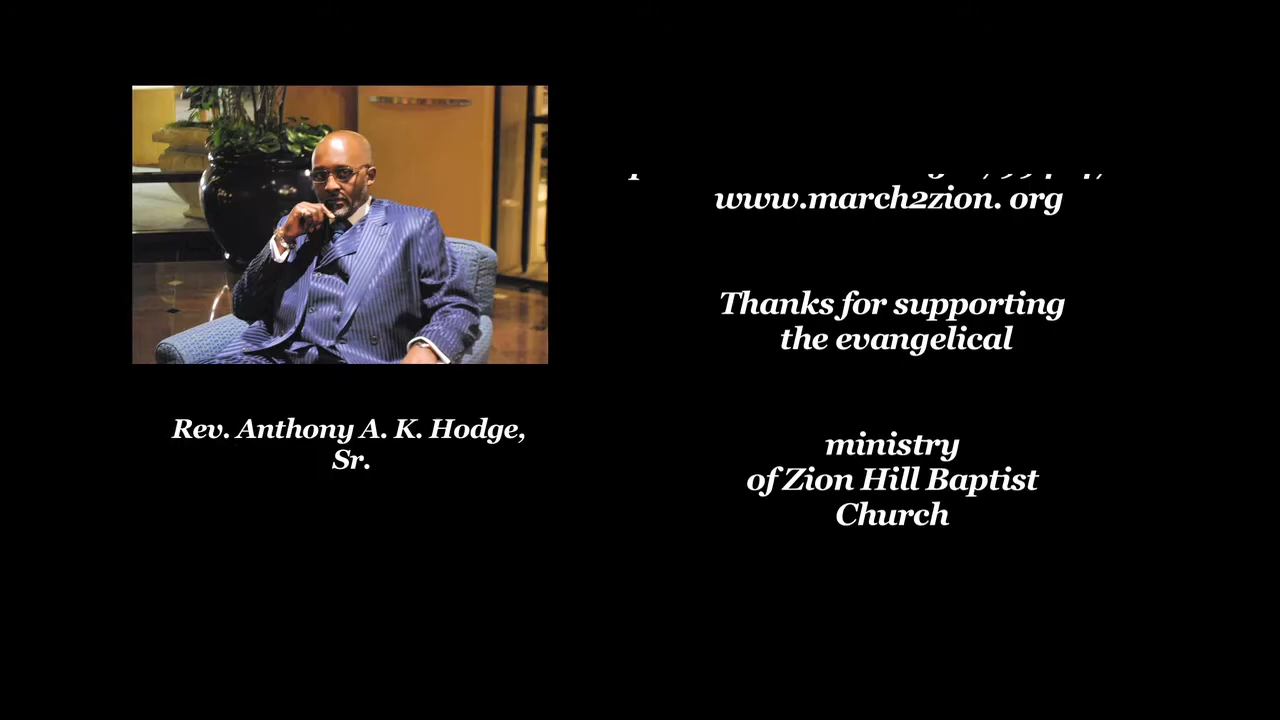 www.march2zion. org
Thanks for supporting
the evangelical
ministry
of Zion Hill Baptist
Church
Rev. Anthony A. K. Hodge,
Sr.